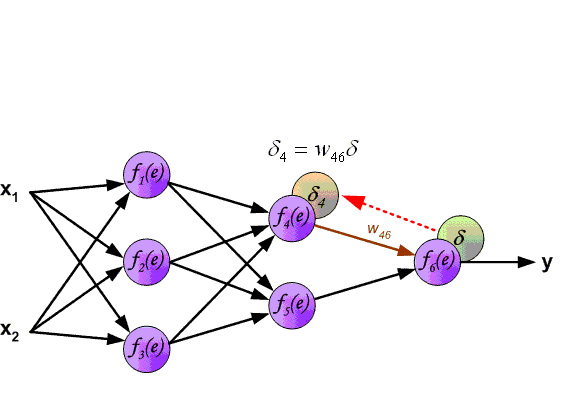 δ₄ = w₄₆δ
x₁
x₂
f₁(e)
f₂(e)
f₃(e)
f₄(e)
δ₄
f₅(e)
w₄₆
f₆(e)
δ
y